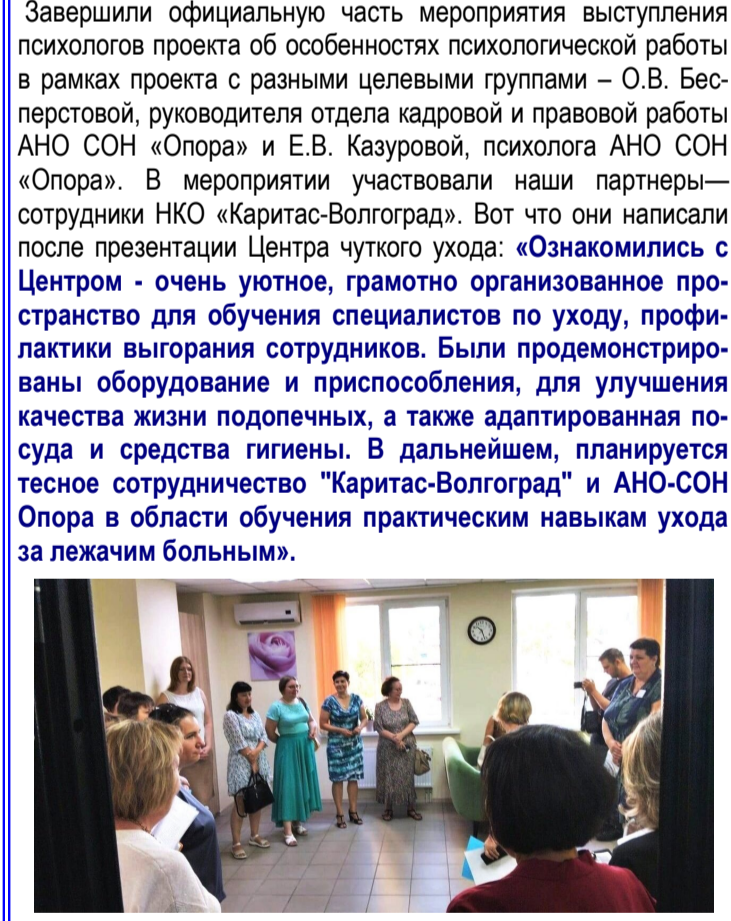 Завершили официальную часть мероприятия выступления
психологов проекта об особенностях психологической работы
в рамках проекта с разными целевыми группами – О.В. Бес-
перстовой, руководителя отдела кадровой и правовой работы
АНО СОН «Опора» и Е.В. Казуровой, психолога АНО СОН
«Опора». В мероприятии участвовали наши партнеры—
сотрудники НКО «Каритас-Волгоград». Вот что они написали
после презентации Центра чуткого ухода: «Ознакомились с
Центром - очень уютное, грамотно организованное про-
странство для обучения специалистов по уходу, профи-
лактики выгорания сотрудников. Были продемонстриро-
ваны оборудование и приспособления, для улучшения
качества жизни подопечных, а также адаптированная по-
суда и средства гигиены. В дальнейшем, планируется
тесное сотрудничество "Каритас-Волгоград" и АНО-СОН
Опора в области обучения практическим навыкам ухода
за лежачим больным».